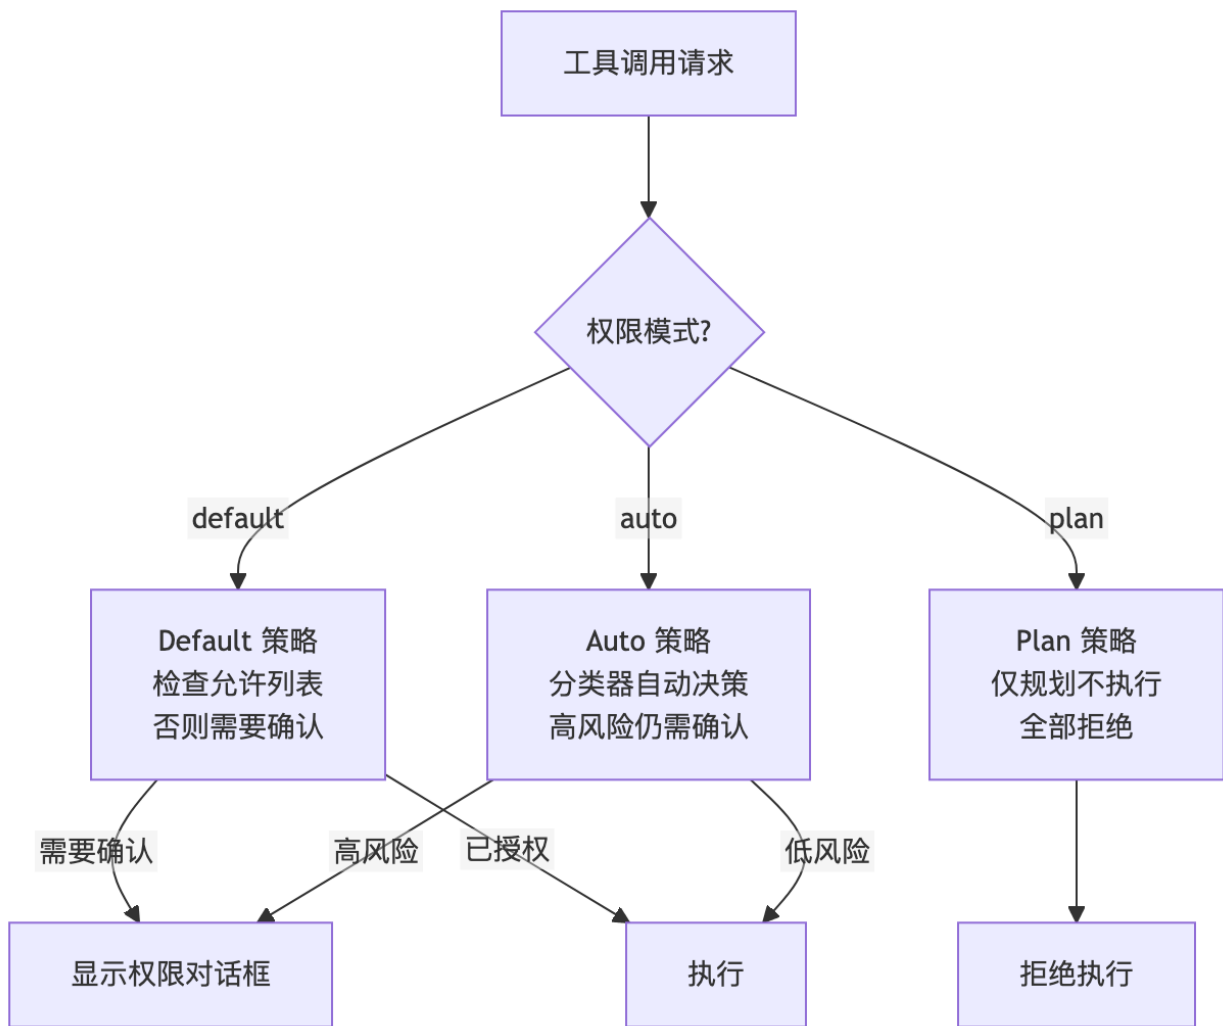 工具调用请求
权限模式?
default
auto
plan
Default 策略
检查允许列表
否则需要确认
Auto 策略
分类器自动决策
高风险仍需确认
Plan 策略
仅规划不执行
全部拒绝
需要确认
高风险
已授权
低风险
显示权限对话框
执行
拒绝执行